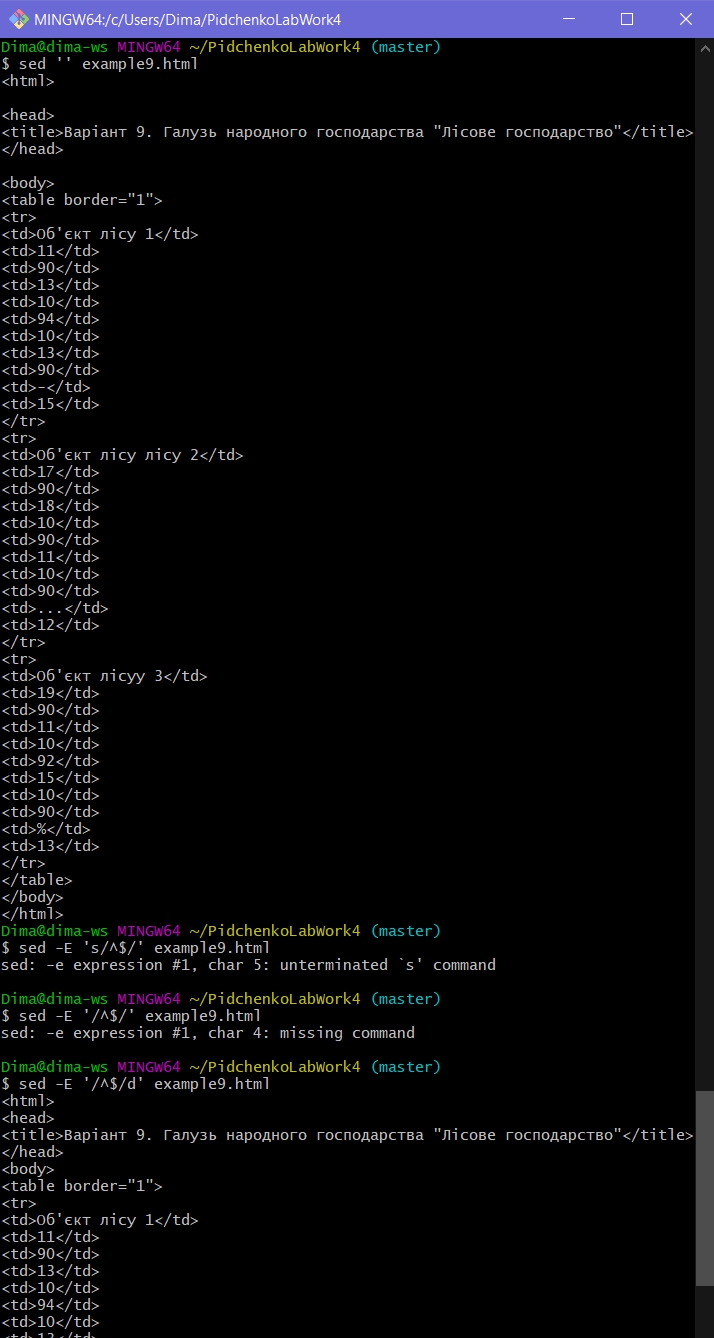 MINGW64:/c/Users/Dima/PidchenkoLabWork4
Dima@dima-ws MINGW64 ~/PidchenkoLabWork4 (master)
$ sed '' example9.html
<html>
<head>
<title>Варіант 9. Галузь народного господарства "Лісове господарство"</title>
</head>
<body>
<table border="1">
<tr>
<td>Об'єкт лісу 1</td>
<td>11</td>
<td>90</td>
<td>13</td>
<td>10</td>
<td>94</td>
<td>10</td>
<td>13</td>
<td>90</td>
<td>-</td>
<td>15</td>
</tr>
<tr>
<td>Об'єкт лісу лісу 2</td>
<td>17</td>
<td>90</td>
<td>18</td>
<td>10</td>
<td>90</td>
<td>11</td>
<td>10</td>
<td>90</td>
<td>...</td>
<td>12</td>
</tr>
<tr>
<td>Об'єкт лісуу 3</td>
<td>19</td>
<td>90</td>
<td>11</td>
<td>10</td>
<td>92</td>
<td>15</td>
<td>10</td>
<td>90</td>
<td>%</td>
<td>13</td>
</tr>
</table>
</body>
</html>
Dima@dima-ws MINGW64 ~/PidchenkoLabWork4 (master)
$ sed -E 's/^$/' example9.html
sed: -e expression #1, char 5: unterminated `s' command
Dima@dima-ws MINGW64 ~/PidchenkoLabWork4 (master)
$ sed -E '/^$/' example9.html
sed: -e expression #1, char 4: missing command
Dima@dima-ws MINGW64 ~/PidchenkoLabWork4 (master)
$ sed -E '/^$/d' example9.html
<html>
<head>
<title>Варіант 9. Галузь народного господарства "Лісове господарство"</title>
</head>
<body>
<table border="1">
<tr>
<td>Об'єкт лісу 1</td>
<td>11</td>
<td>90</td>
<td>13</td>
<td>10</td>
<td>94</td>
<td>10</td>
<td>13</td>